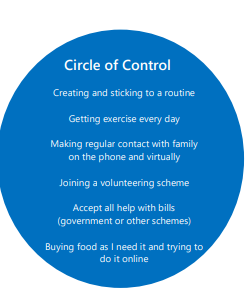 Circle of Control
Creating and sticking to a routine
Getting exercise every day
Making regular contact with family
on the phone and virtually
Joining a volunteering scheme
Accept all help with bills
(government or other schemes)
Buying food as I need it and trying to
do it online